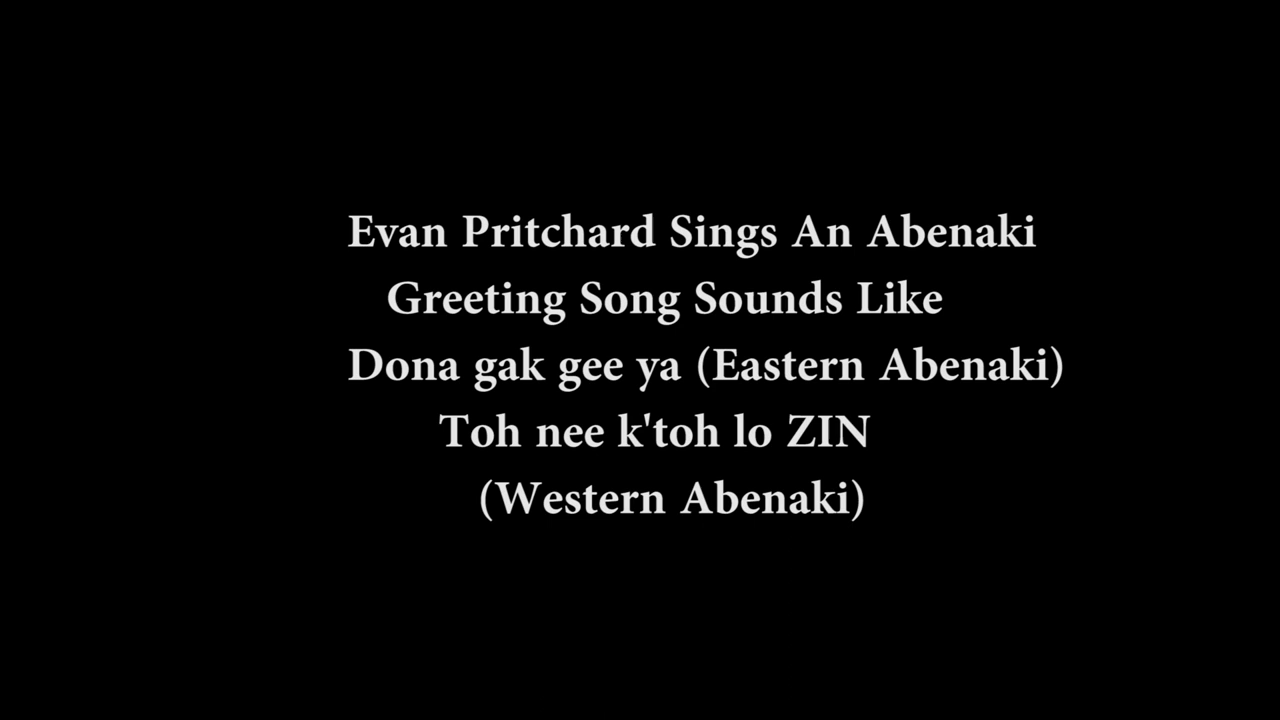 Evan Pritchard Sings An Abenaki
Greeting Song Sounds Like
Dona gak gee ya (Eastern Abenaki)
Toh nee k'toh lo ZIN
(Western Abenaki)